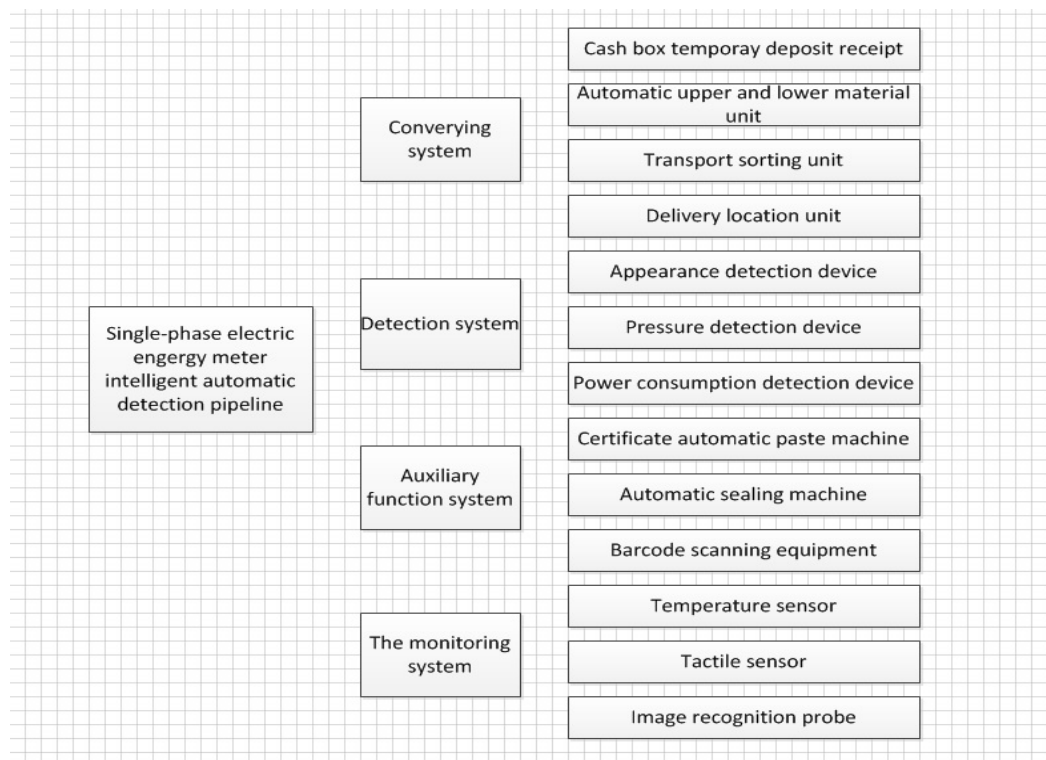 Cash box temporay deposit receipt
Automatic upper and lower material
unit
Converying
system
Transport sorting unit
Delivery location unit
Appearance detection device
Detection system
Single-phase electric
engergy meter
intelligent automatic
detection pipeline
Pressure detection device
Power consumption detection device
Certificate automatic paste machine
Auxiliary
function system
Automatic sealing machine
Barcode scanning equipment
Temperature sensor
The monitoring
system
Tactile sensor
Image recognition probe